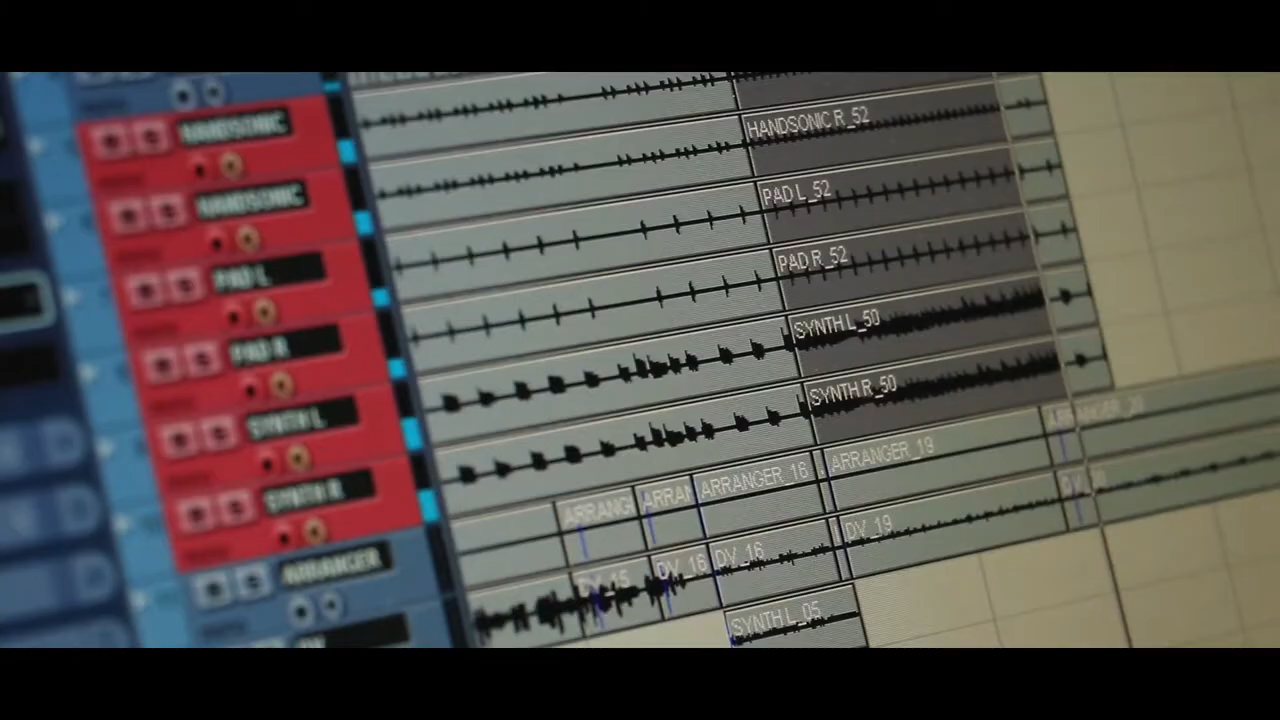 HANDSONIC
HANDSONIC R_52
HANDSONIC
PAD L_52
PAD L
PAD R_52
PAD R
SYNTH L_50
SYNTH L
SYNTH R_50
SYNTH R
ARRANGER_16
ARRANGER_19
ARRANGER
DV_15
DV_16
DV_16
DV_19
SYNTH L_05